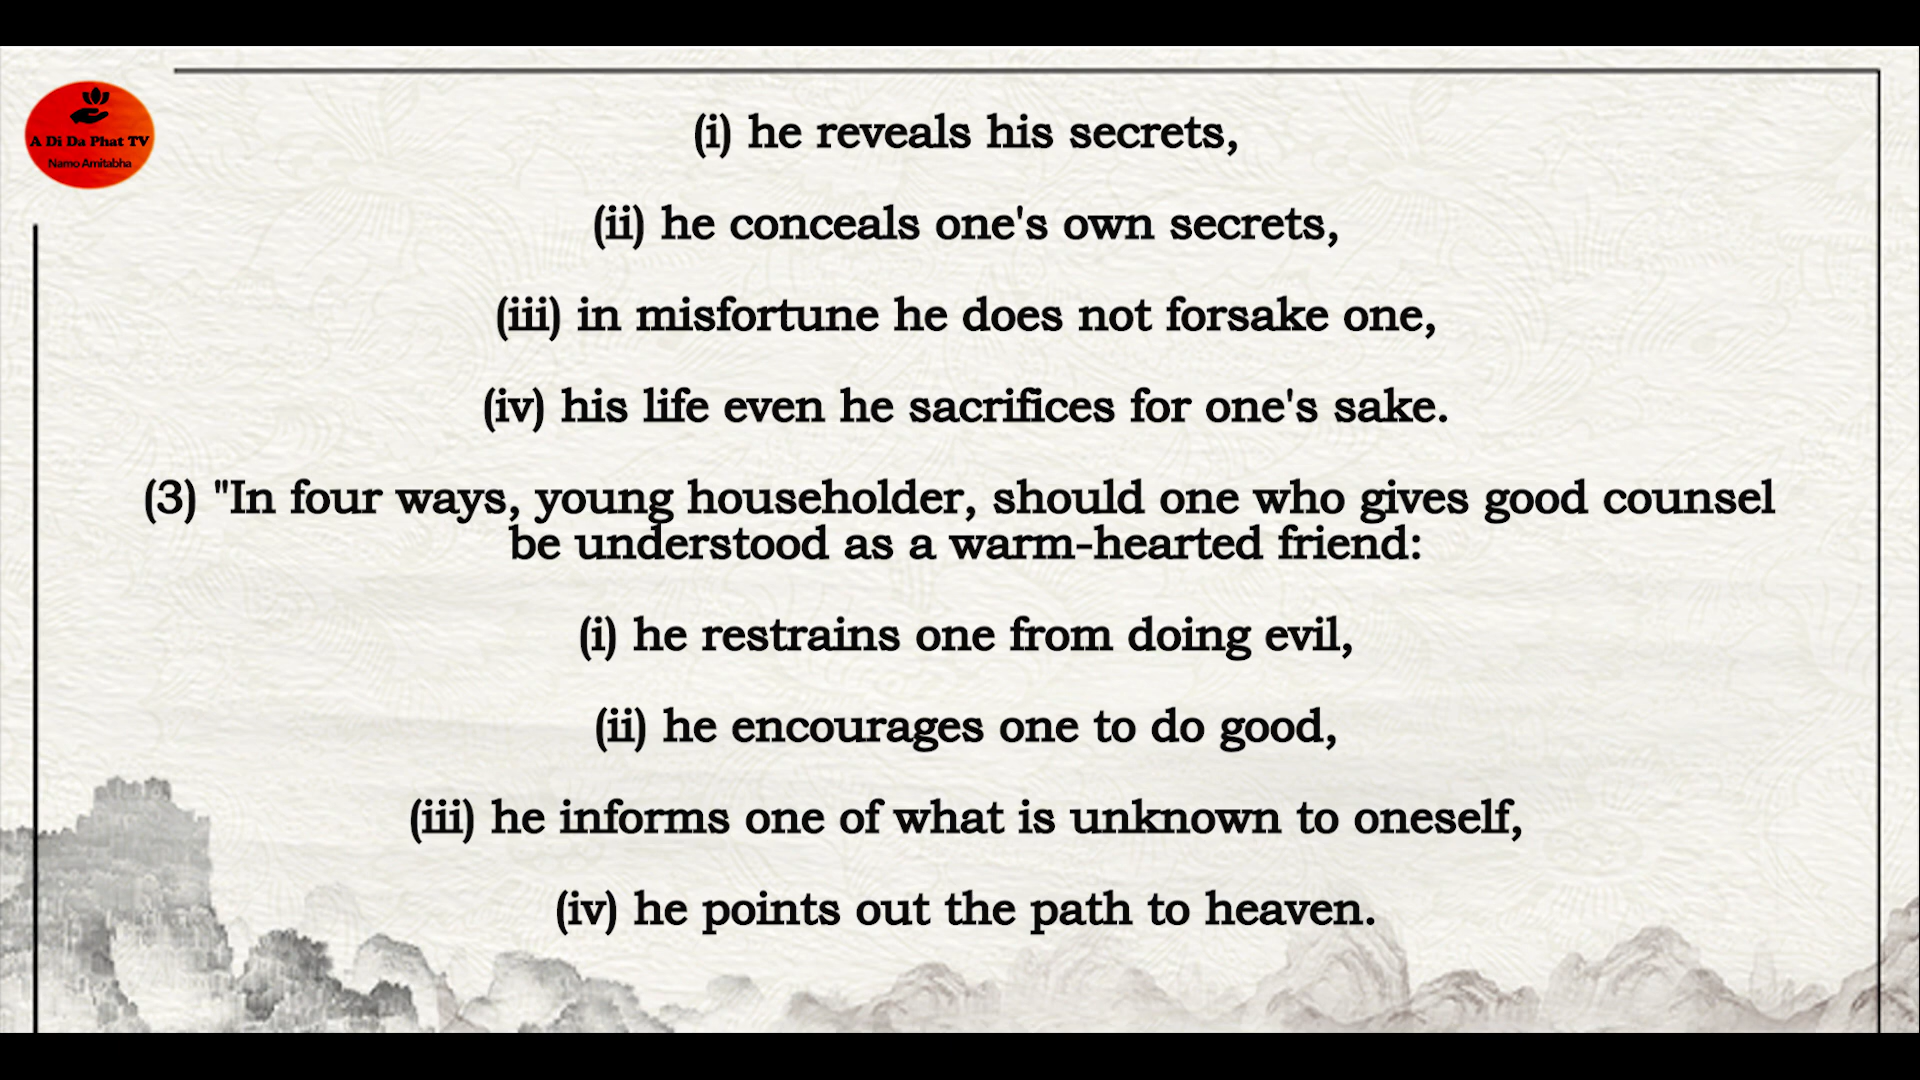 A Di Da Phat TV
Namo Amitabha
(i) he reveals his secrets,
(ii) he conceals one's own secrets,
(iii) in misfortune he does not forsake one,
(iv) his life even he sacrifices for one's sake.
(3) "In four ways, young householder, should one who gives good counsel
be understood as a warm-hearted friend:
(i) he restrains one from doing evil,
(ii) he encourages one to do good,
(iii) he informs one of what is unknown to oneself,
(iv) he points out the path to heaven.